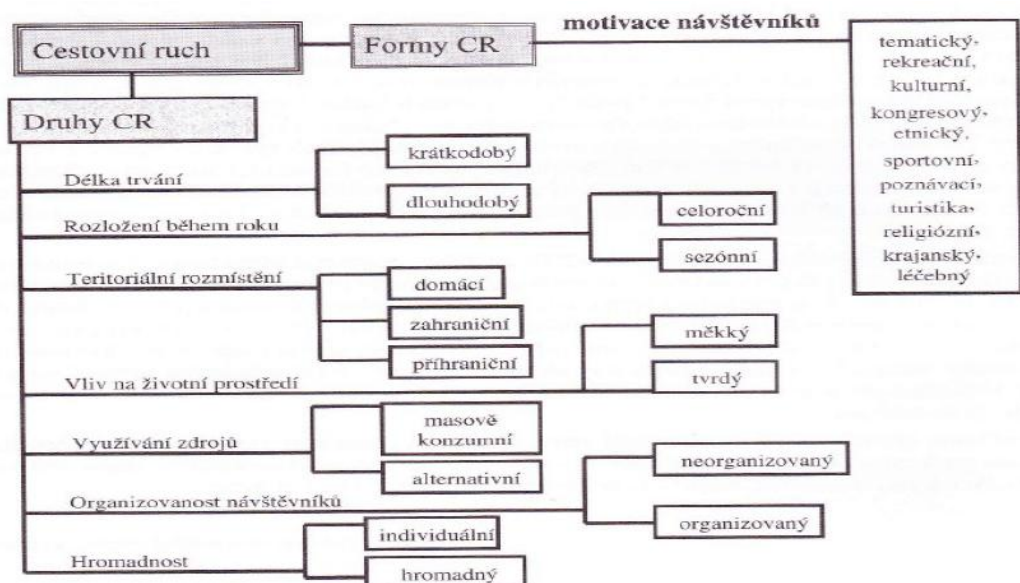 Cestovní ruch
Formy CR
motivace návštěvníků
tematický,
rekreační,
kulturní,
kongresový,
etnický,
sportovní,
poznávací,
turistika,
religiózní,
krajanský,
léčebný
Druhy CR
Délka trvání
krátkodobý
dlouhodobý
Rozložení během roku
celoroční
sezónní
Teritoriální rozmístění
domácí
zahraniční
příhraniční
Vliv na životní prostředí
měkký
tvrdý
Využívání zdrojů
masově
konzumní
alternativní
Organizovanost návštěvníků
neorganizovaný
organizovaný
Hromadnost
individuální
hromadný